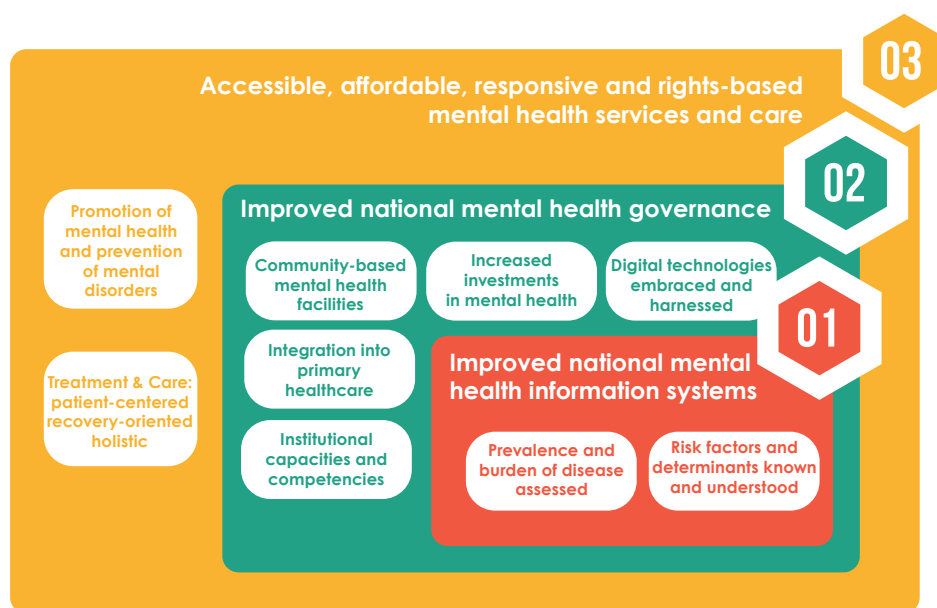 03
Accessible, affordable, responsive and rights-based
mental health services and care
02
Promotion of
mental health
and prevention
of mental
disorders
Treatment & Care:
patient-centered
recovery-oriented
holistic
Improved national mental health governance
Community-based
mental health
facilities
Increased
investments
in mental health
Digital technologies
embraced and
harnessed
Integration into
primary
healthcare
Institutional
capacities and
competencies
01
Improved national mental
health information systems
Prevalence and
burden of disease
assessed
Risk factors and
determinants known
and understood